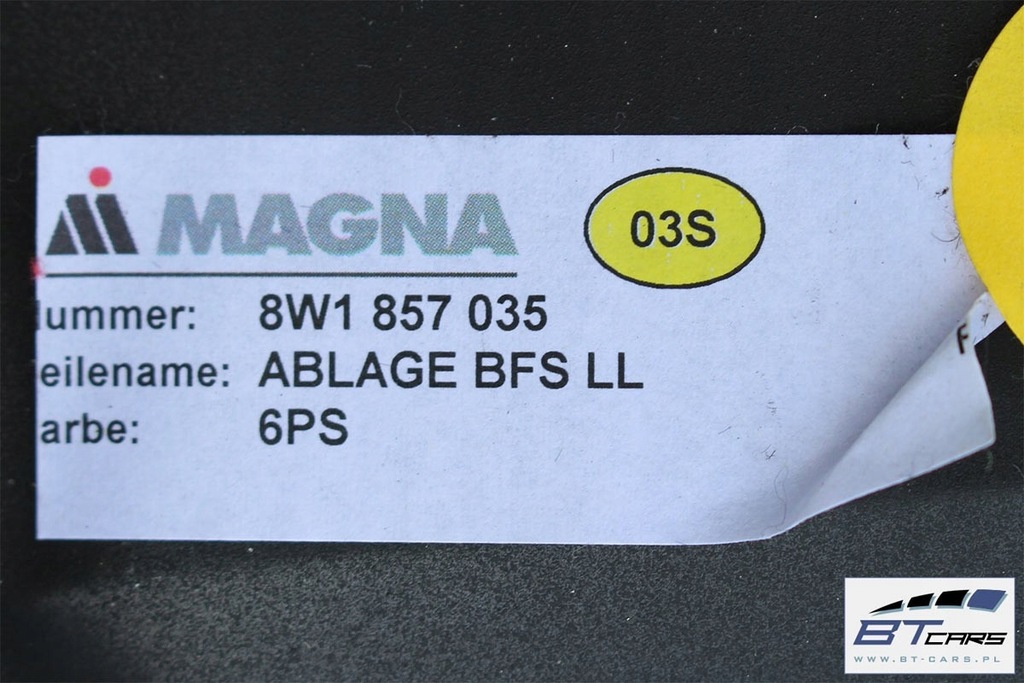 MAGNA
03S
ummer: 8W1 857 035
eilename: ABLAGE BFS LL
arbe: 6PS
F
BT CARS
WWW.BT-CARS.PL